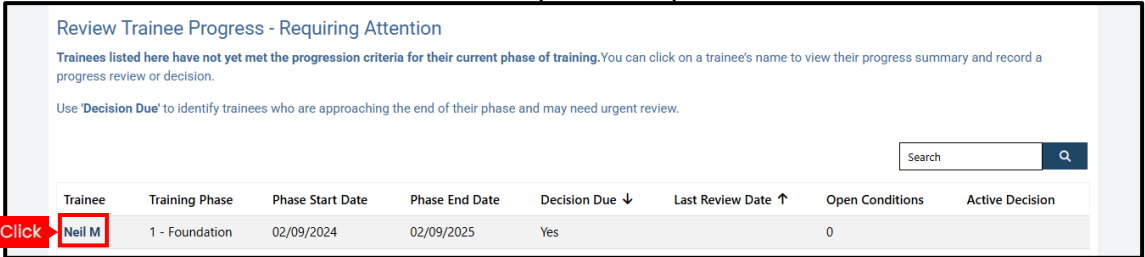 Review Trainee Progress - Requiring Attention
Trainees listed here have not yet met the progression criteria for their current phase of training.You can click on a trainee's name to view their progress summary and record a
progress review or decision.
Use 'Decision Due' to identify trainees who are approaching the end of their phase and may need urgent review.
Search
Trainee Training Phase Phase Start Date Phase End Date Decision Due ↓ Last Review Date ↑ Open Conditions Active Decision
Click Neil M 1 - Foundation 02/09/2024 02/09/2025 Yes 0